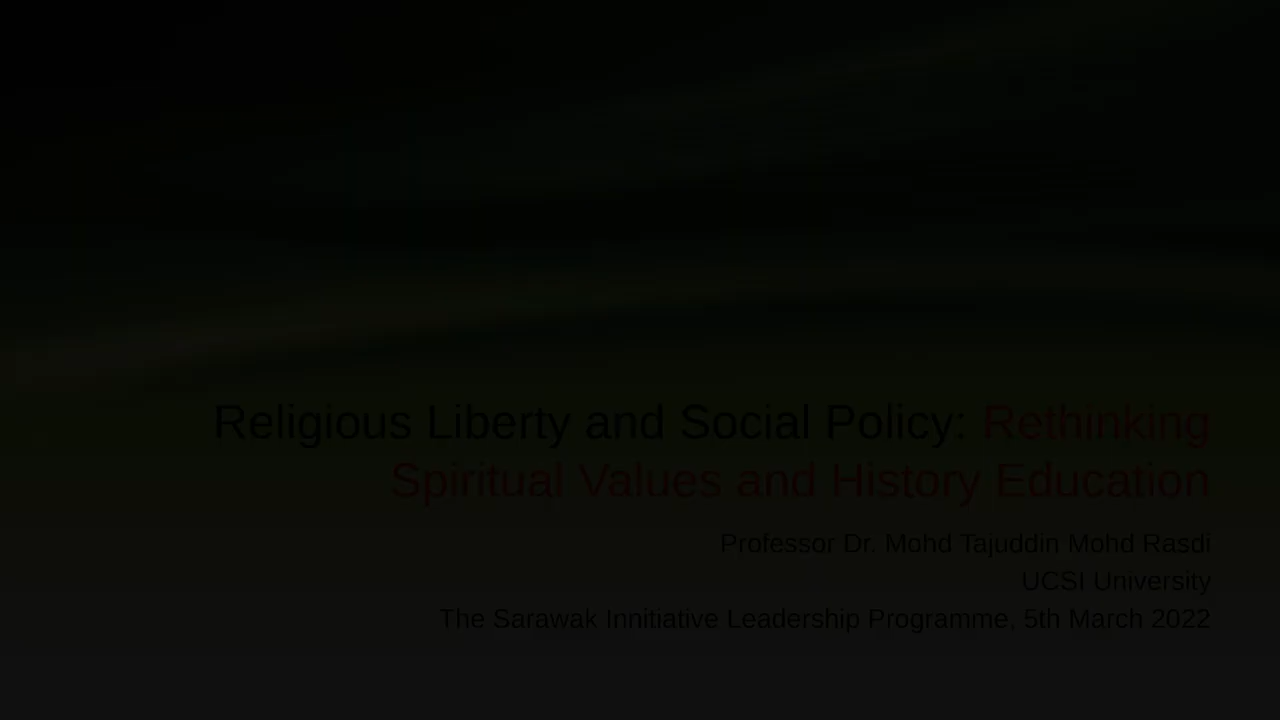 Religious Liberty and Social Policy: Rethinking
Spiritual Values and History Education
Professor Dr. Mohd Tajuddin Mohd Rasdi
UCSI University
The Sarawak Innitiative Leadership Programme, 5th March 2022